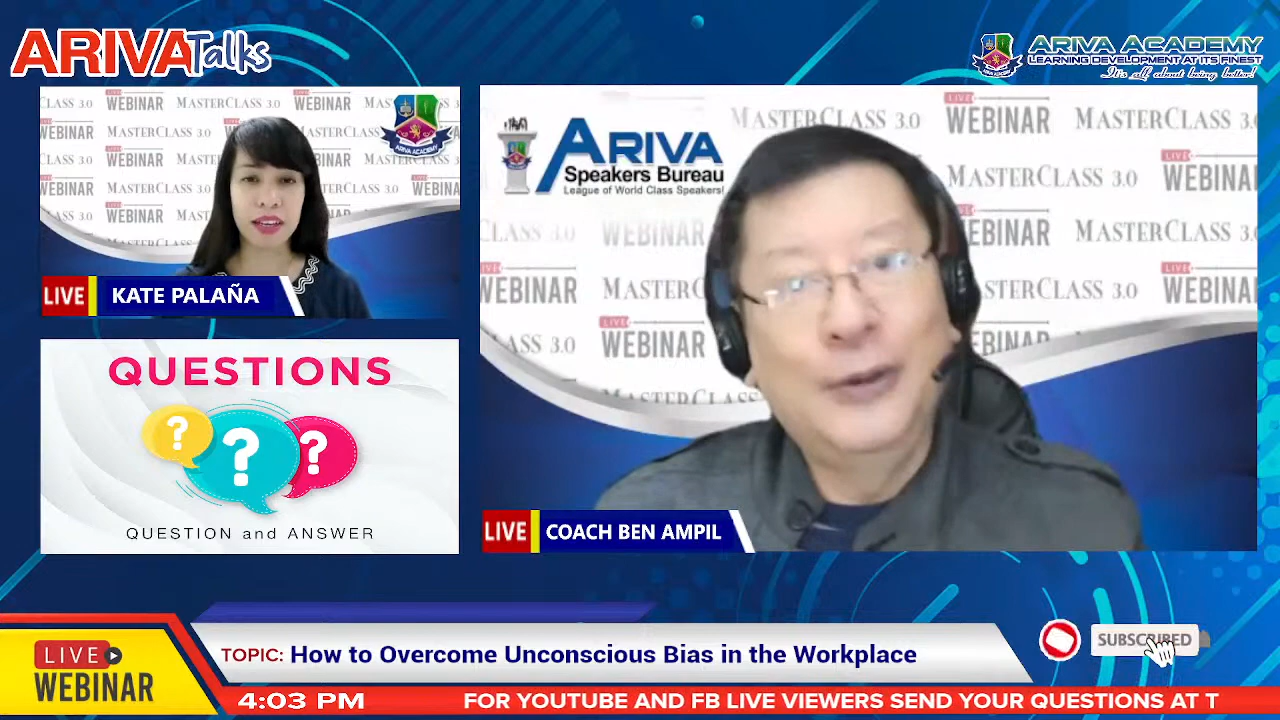 ARIVATalks
ARIVA ACADEMY
LEARNING DEVELOPMENT AT ITS FINEST
It's all about being better!
ARIVA ACADEMY
LIVE
KATE PALAÑA
QUESTIONS
? ? ?
QUESTION and ANSWER
ARIVA
Speakers Bureau
League of World Class Speakers!
MASTERCLASS 3.0
LIVE
WEBINAR
LIVE
COACH BEN AMPIL
LIVE
WEBINAR
TOPIC: How to Overcome Unconscious Bias in the Workplace
SUBSCRIBED
4:03 PM
FOR YOUTUBE AND FB LIVE VIEWERS SEND YOUR QUESTIONS AT T